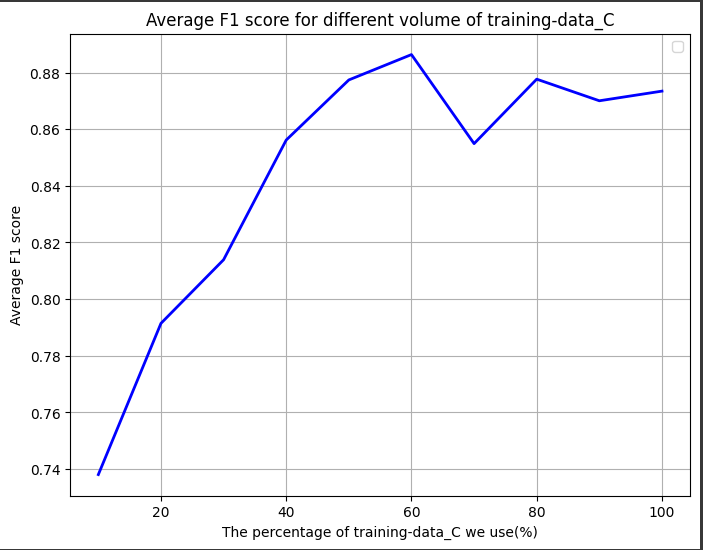 Average F1 score for different volume of training-data_C
0.88
0.86
0.84
0.82
0.80
0.78
0.76
0.74
Average F1 score
20 40 60 80 100
The percentage of training-data_C we use(%)